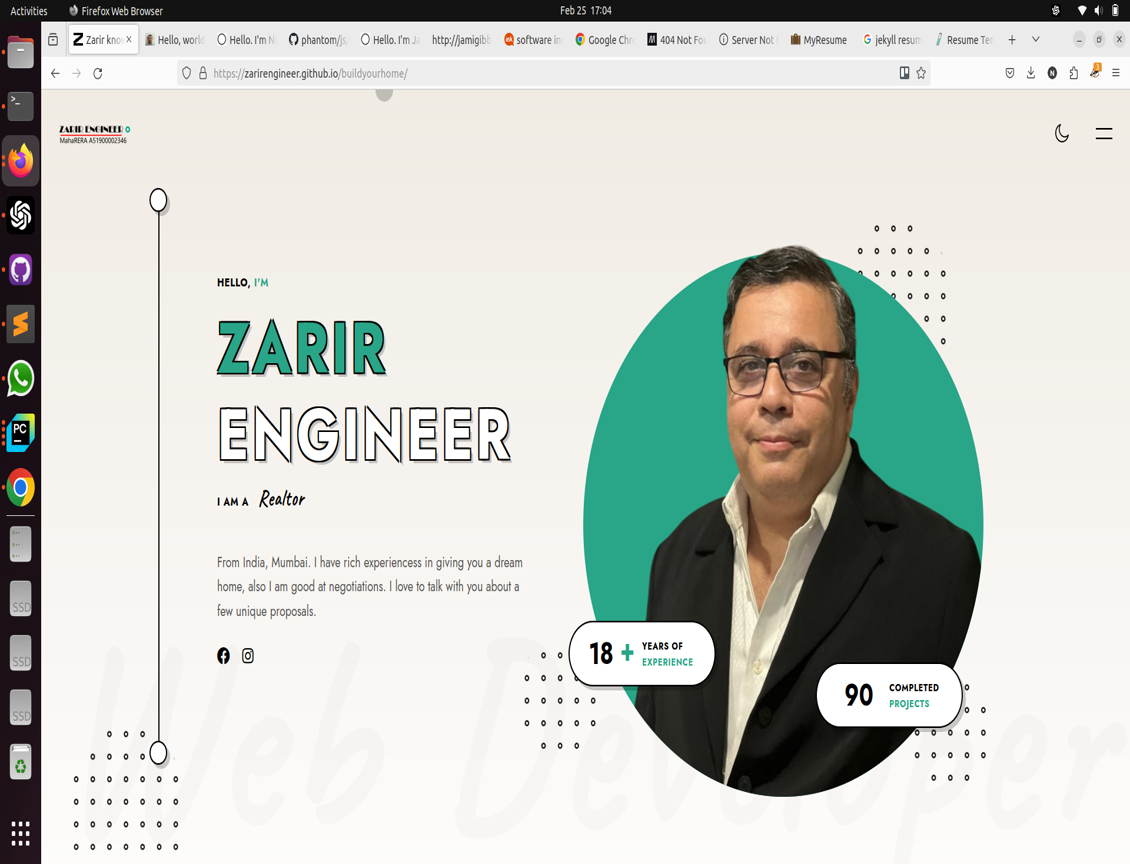 Activities
Firefox Web Browser
Feb 25 17:04
Zarir know
Hello, world
Hello. I'm N
phantom/js
Hello. I'm Ja
http://jamigibb
software in
Google Chr
404 Not Fou
Server Not
MyResume
jekyll resum
Resume Ter
https://zarirengineer.github.io/buildyourhome/
ZARIR ENGINEER
MahaRERA A51900002346
HELLO, I'M
ZARIR
ENGINEER
I AM A Realtor
From India, Mumbai. I have rich experiencess in giving you a dream
home, also I am good at negotiations. I love to talk with you about a
few unique proposals.
18 + YEARS OF
EXPERIENCE
90 COMPLETED
PROJECTS
Web Developer
PC
SSD
SSD
SSD